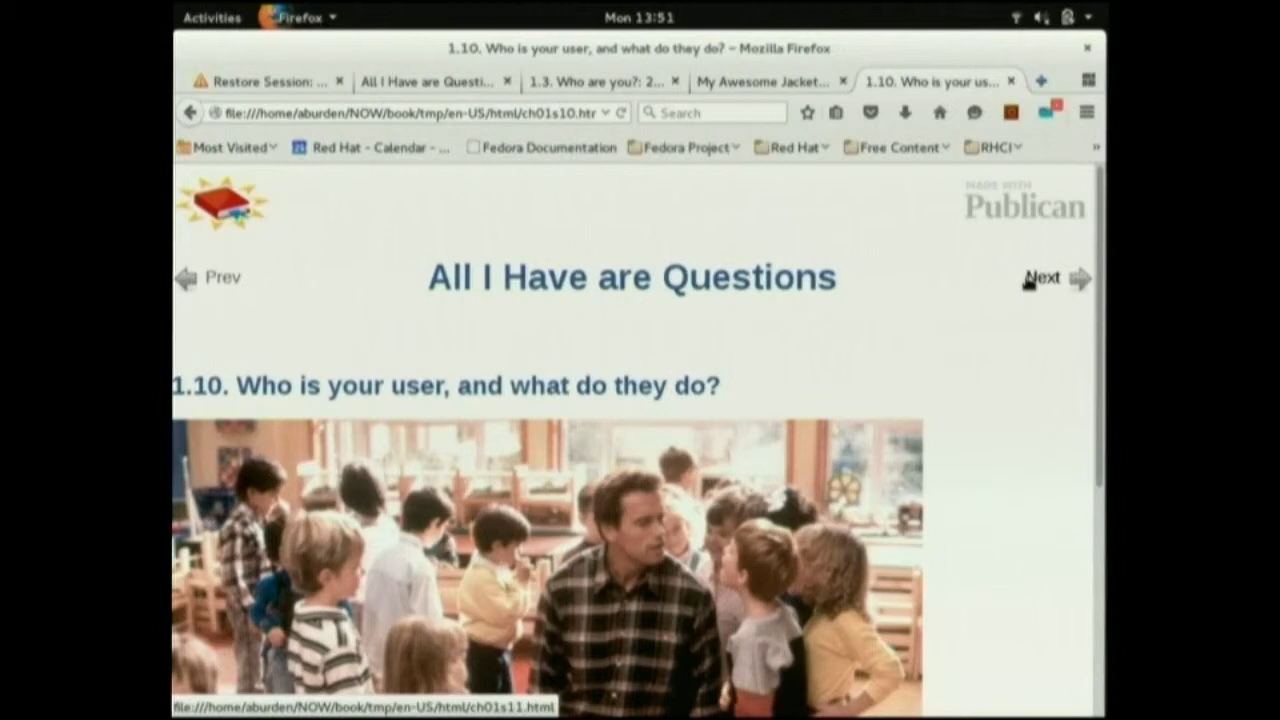 Activities Firefox Mon 13:51
1.10. Who is your user, and what do they do? – Mozilla Firefox
Restore Session: ... All I Have are Questi... 1.3. Who are you?: 2... My Awesome Jacket... 1.10. Who is your us...
file:///home/aburden/NOW/book/tmp/en-US/html/ch01s10.htr Search
Most Visited Red Hat - Calendar - ... Fedora Documentation Fedora Project Red Hat Free Content RHCI »
MADE WITH
Publican
Prev All I Have are Questions Next
1.10. Who is your user, and what do they do?
file:///home/aburden/NOW/book/tmp/en-US/html/ch01s11.html